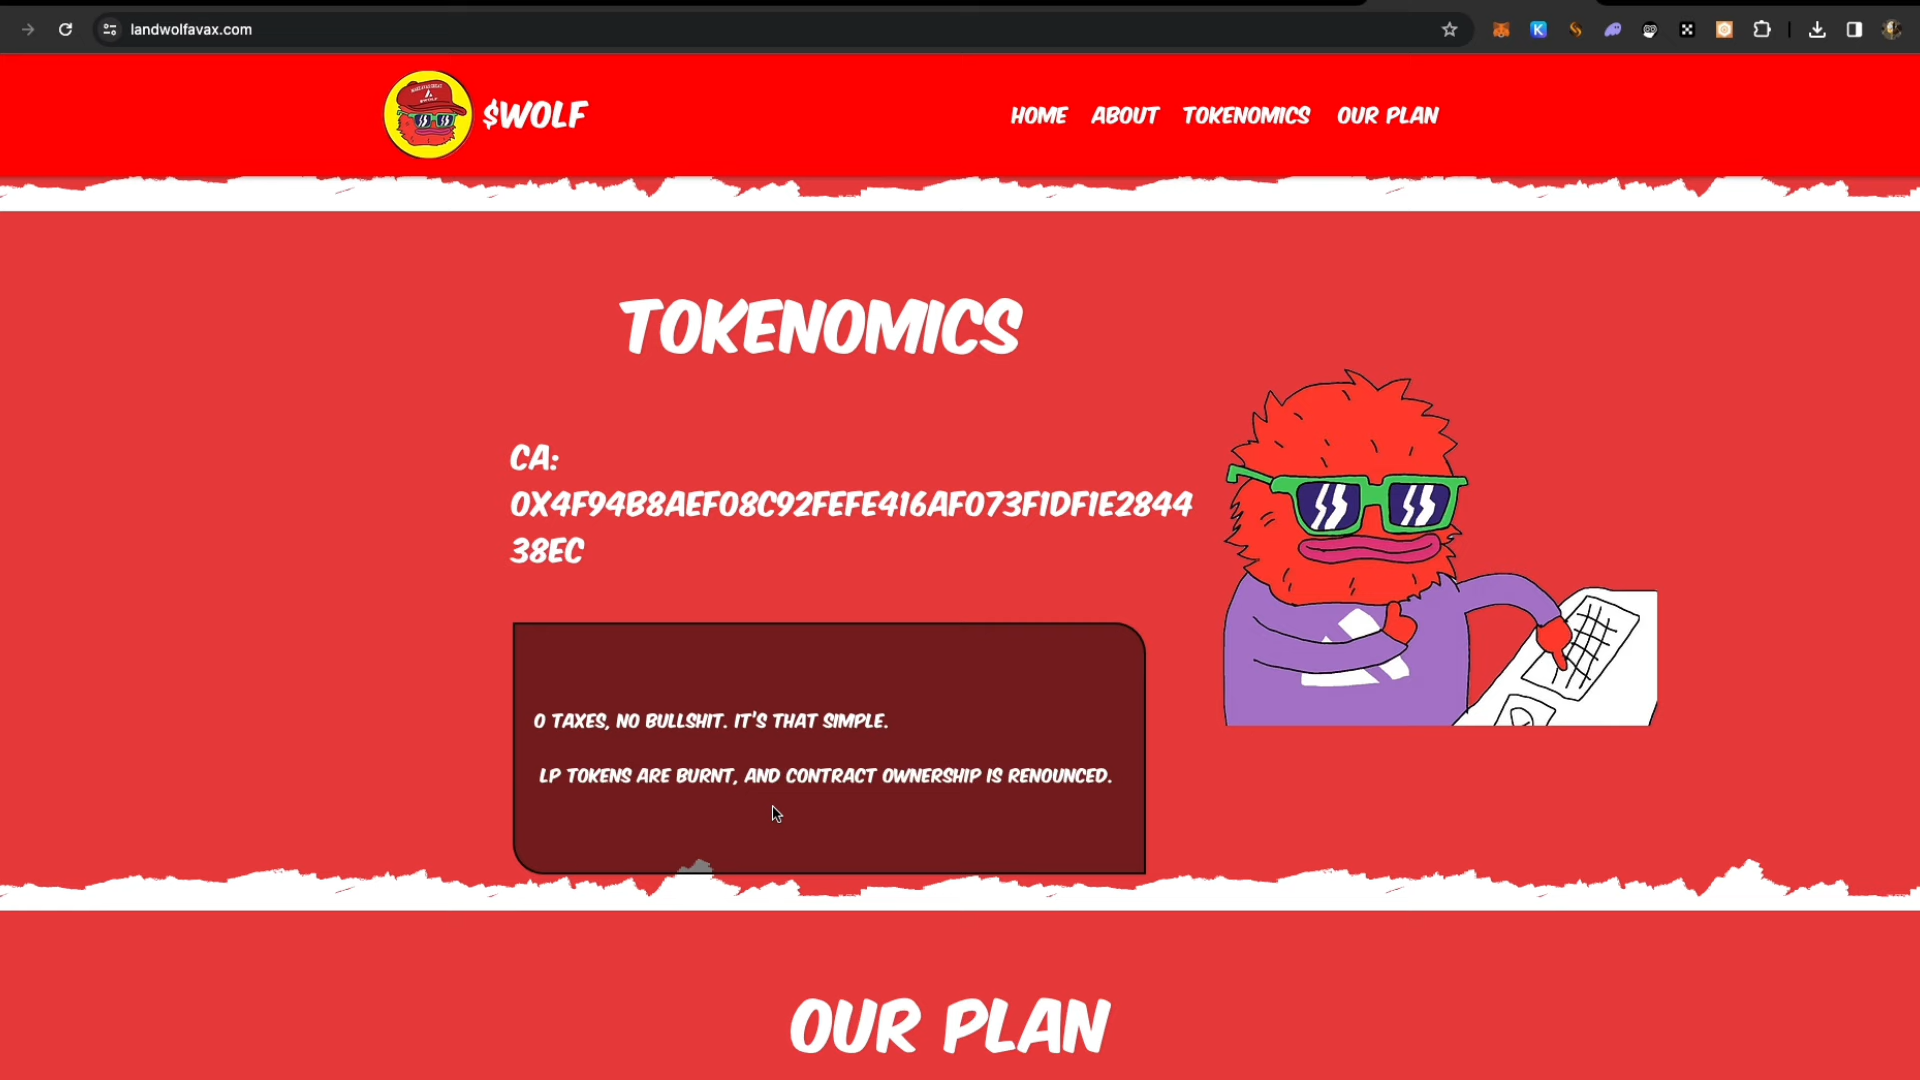 landwolfavax.com
$WOLF
HOME ABOUT TOKENOMICS OUR PLAN
TOKENOMICS
CA:
0X4F94B8AEF08C92FEFE416AF073F1DF1E2844
38EC
0 TAXES, NO BULLSHIT. IT'S THAT SIMPLE.
LP TOKENS ARE BURNT, AND CONTRACT OWNERSHIP IS RENOUNCED.
OUR PLAN